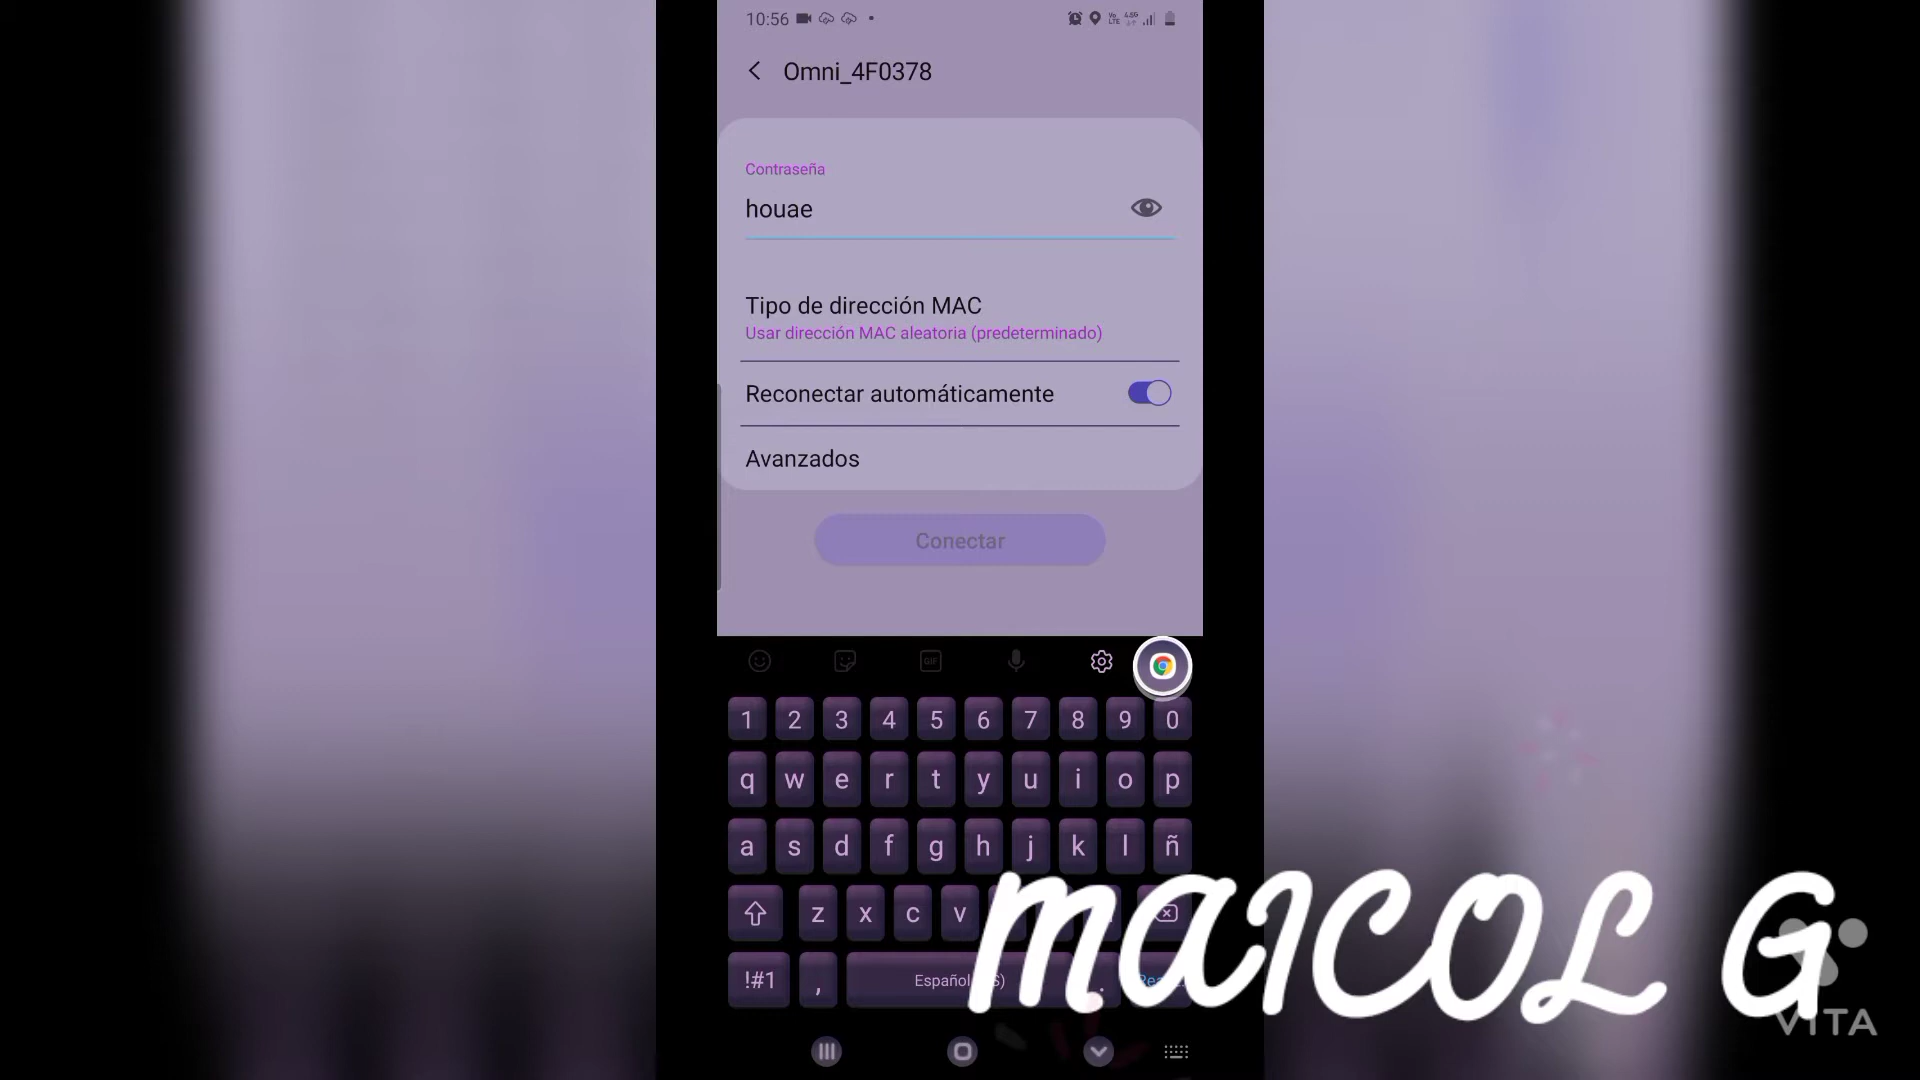 10:56
Omni_4F0378
Contraseña
houae
Tipo de dirección MAC
Usar dirección MAC aleatoria (predeterminado)
Reconectar automáticamente
Avanzados
Conectar
GIF
1 2 3 4 5 6 7 8 9 0
q w e r t y u i o p
a s d f g h j k l ñ
z x c v
!#1 , Español .
MAICOL G
VITA